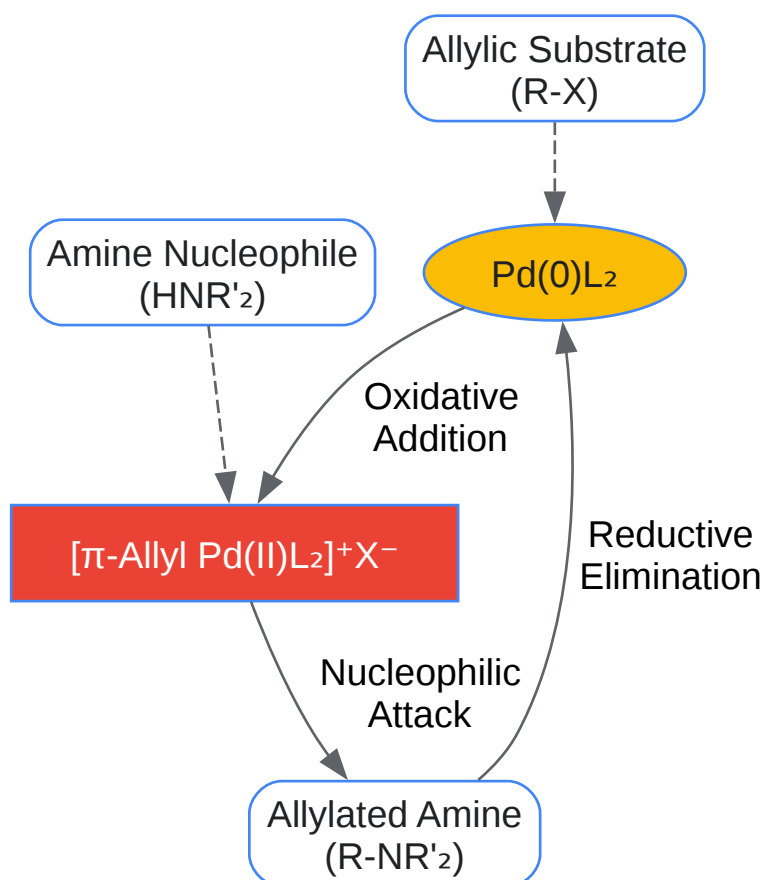 Allylic Substrate
(R-X)
Amine Nucleophile
(HNR'₂)
Pd(0)L₂
Oxidative
Addition
[π-Allyl Pd(II)L₂]⁺X⁻
Reductive
Elimination
Nucleophilic
Attack
Allylated Amine
(R-NR'₂)